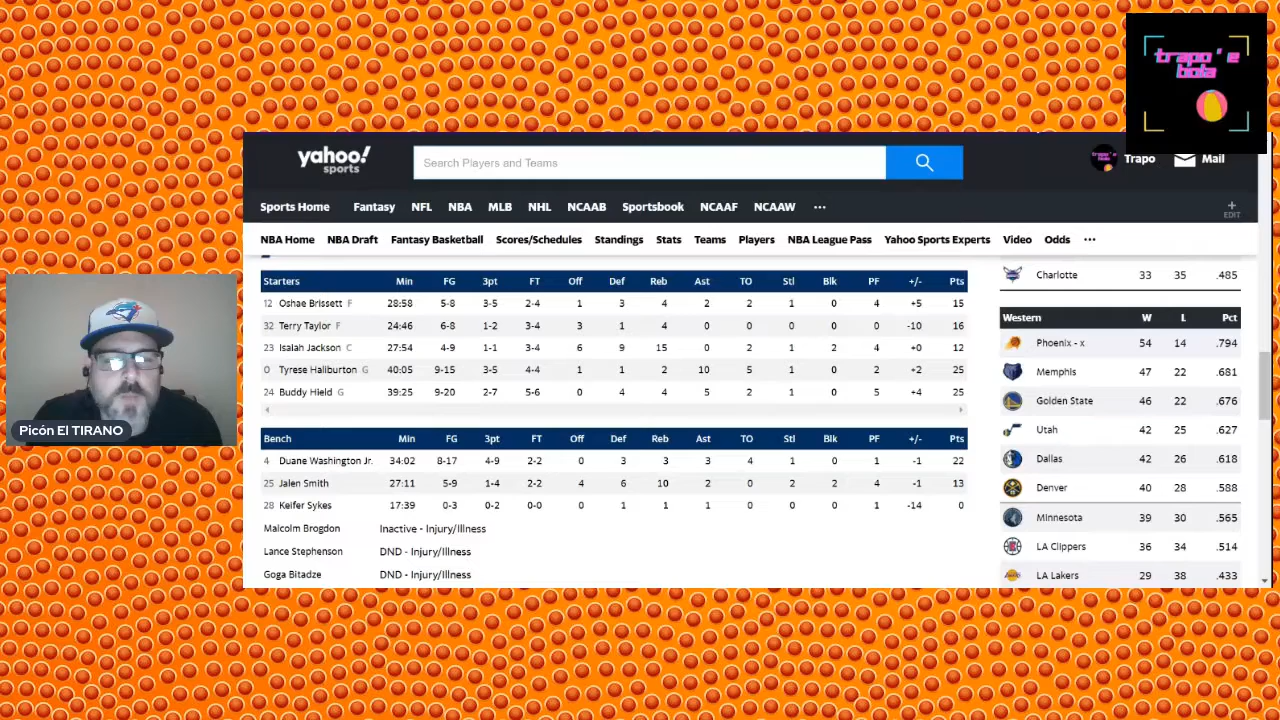 trapo'e
bola
yahoo!
sports
Search Players and Teams
trapo'e
bola
Trapo
Mail
Sports Home Fantasy NFL NBA MLB NHL NCAAB Sportsbook NCAAF NCAAW ...
+
EDIT
NBA Home NBA Draft Fantasy Basketball Scores/Schedules Standings Stats Teams Players NBA League Pass Yahoo Sports Experts Video Odds ...
Starters Min FG 3pt FT Off Def Reb Ast TO Stl Blk PF +/- Pts
12 Oshae Brissett F 28:58 5-8 3-5 2-4 1 3 4 2 2 1 0 4 +5 15
32 Terry Taylor F 24:46 6-8 1-2 3-4 3 1 4 0 0 0 0 0 -10 16
23 Isaiah Jackson C 27:54 4-9 1-1 3-4 6 9 15 0 2 1 2 4 +0 12
0 Tyrese Haliburton G 40:05 9-15 3-5 4-4 1 1 2 10 5 1 0 2 +2 25
24 Buddy Hield G 39:25 9-20 2-7 5-6 0 4 4 5 2 1 0 5 +4 25
Bench Min FG 3pt FT Off Def Reb Ast TO Stl Blk PF +/- Pts
4 Duane Washington Jr. 34:02 8-17 4-9 2-2 0 3 3 3 4 1 0 1 -1 22
25 Jalen Smith 27:11 5-9 1-4 2-2 4 6 10 2 0 2 2 4 -1 13
28 Keifer Sykes 17:39 0-3 0-2 0-0 0 1 1 1 0 0 0 1 -14 0
Malcolm Brogdon Inactive - Injury/Illness
Lance Stephenson DND - Injury/Illness
Goga Bitadze DND - Injury/Illness
Charlotte 33 35 .485
Western W L Pct
Phoenix - x 54 14 .794
Memphis 47 22 .681
Golden State 46 22 .676
Utah 42 25 .627
Dallas 42 26 .618
Denver 40 28 .588
Minnesota 39 30 .565
LA Clippers 36 34 .514
LA Lakers 29 38 .433
Picón El TIRANO